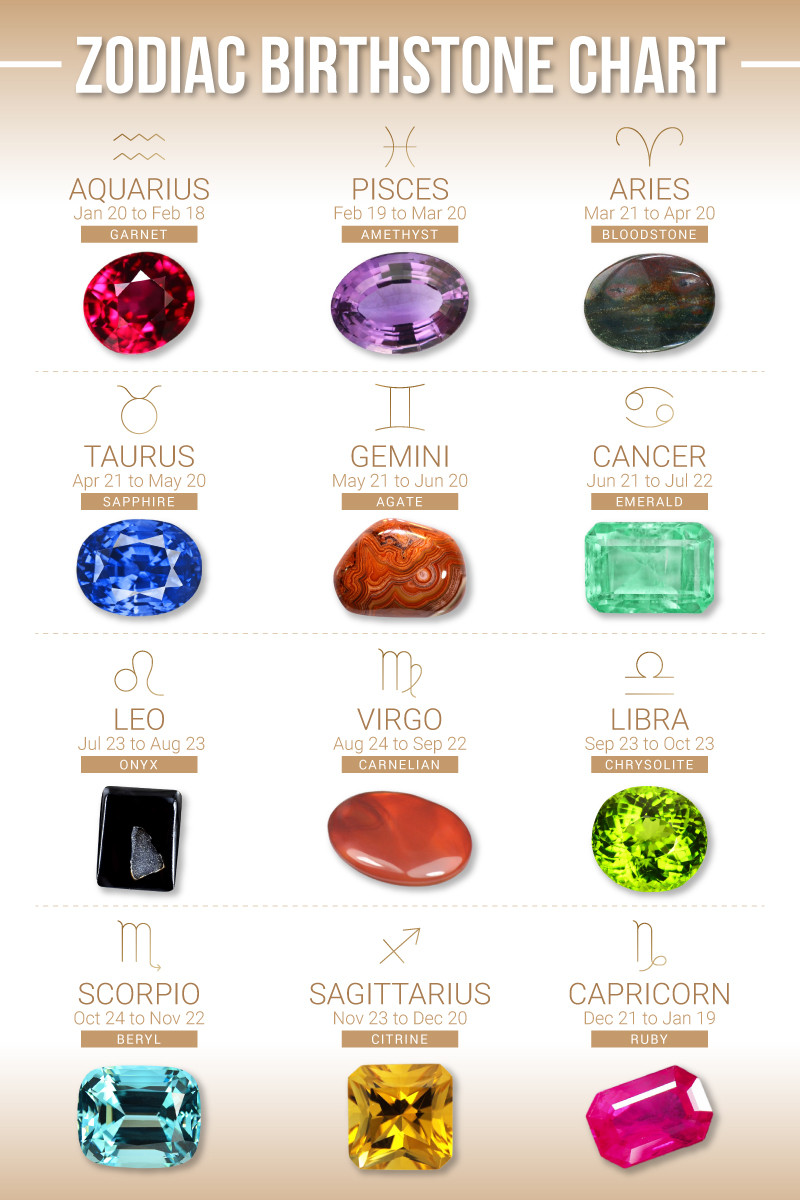 ZODIAC BIRTHSTONE CHART
AQUARIUS
Jan 20 to Feb 18
GARNET
PISCES
Feb 19 to Mar 20
AMETHYST
ARIES
Mar 21 to Apr 20
BLOODSTONE
TAURUS
Apr 21 to May 20
SAPPHIRE
GEMINI
May 21 to Jun 20
AGATE
CANCER
Jun 21 to Jul 22
EMERALD
LEO
Jul 23 to Aug 23
ONYX
VIRGO
Aug 24 to Sep 22
CARNELIAN
LIBRA
Sep 23 to Oct 23
CHRYSOLITE
SCORPIO
Oct 24 to Nov 22
BERYL
SAGITTARIUS
Nov 23 to Dec 20
CITRINE
CAPRICORN
Dec 21 to Jan 19
RUBY